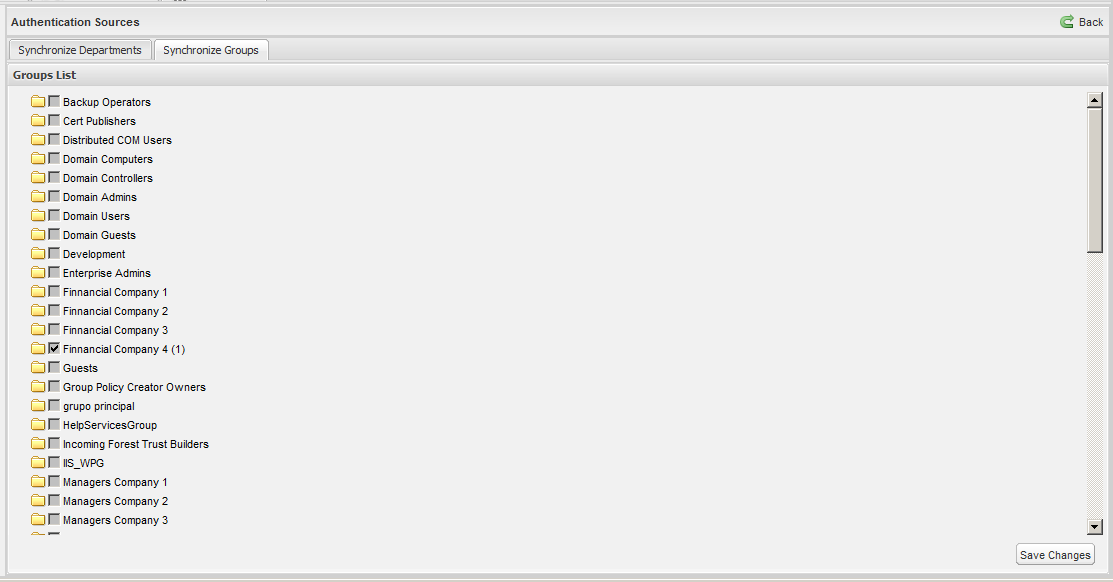 Authentication Sources
Back
Synchronize Departments
Synchronize Groups
Groups List
Backup Operators
Cert Publishers
Distributed COM Users
Domain Computers
Domain Controllers
Domain Admins
Domain Users
Domain Guests
Development
Enterprise Admins
Finnancial Company 1
Finnancial Company 2
Finnancial Company 3
Finnancial Company 4 (1)
Guests
Group Policy Creator Owners
grupo principal
HelpServicesGroup
Incoming Forest Trust Builders
IIS_WPG
Managers Company 1
Managers Company 2
Managers Company 3
Save Changes